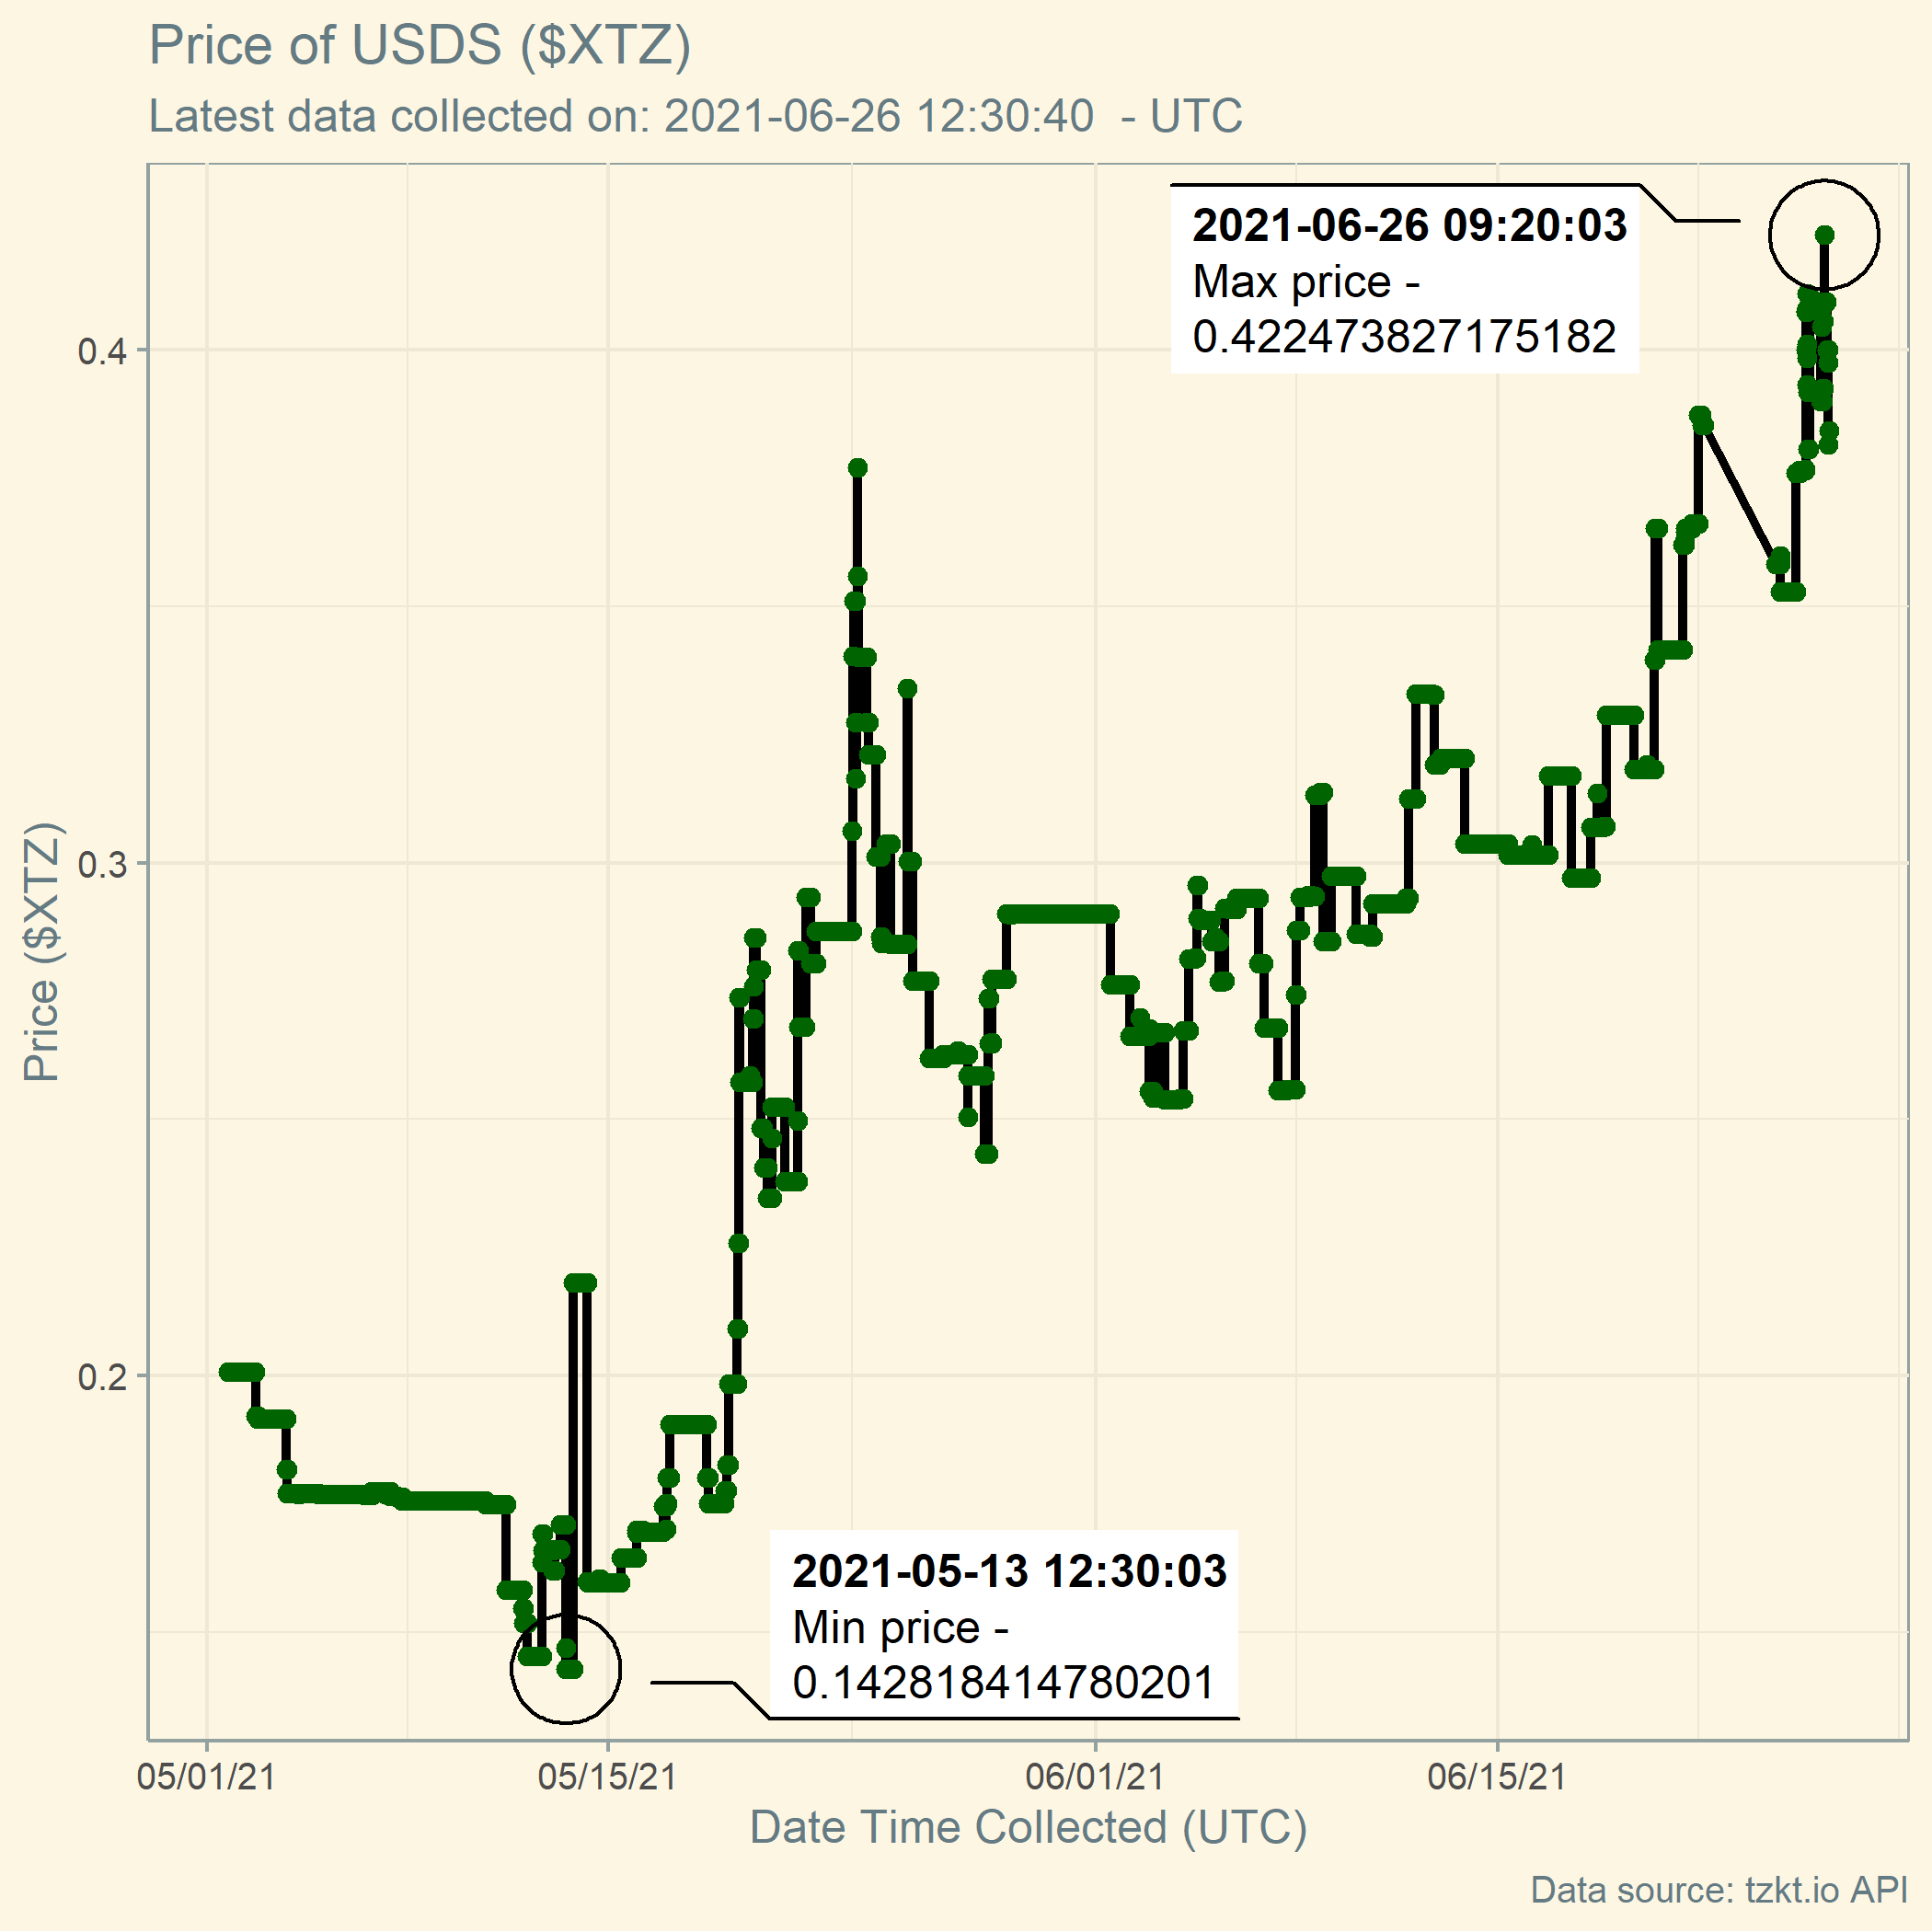 Price of USDS ($XTZ)
Latest data collected on: 2021-06-26 12:30:40  - UTC
2021-06-26 09:20:03
Max price -
0.422473827175182
0.4
0.3
0.2
Price ($XTZ)
2021-05-13 12:30:03
Min price -
0.142818414780201
05/01/21
05/15/21
06/01/21
06/15/21
Date Time Collected (UTC)
Data source: tzkt.io API